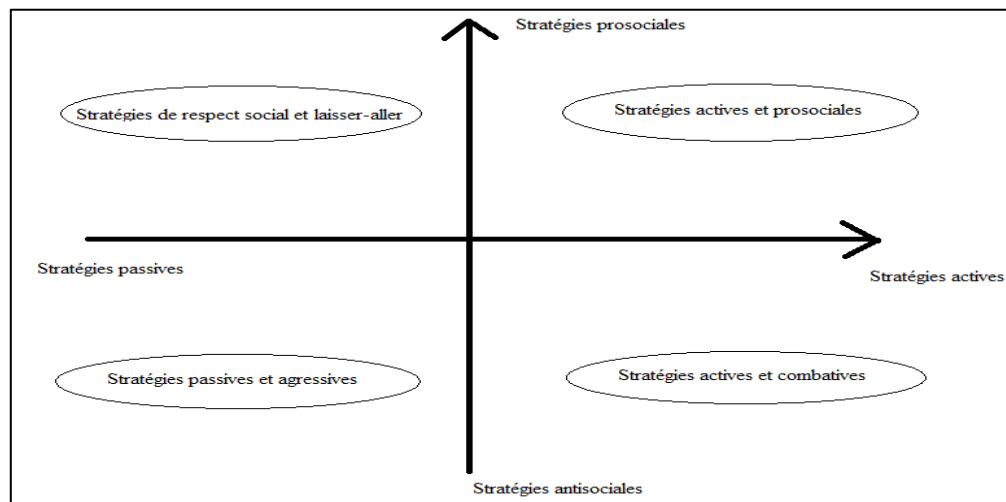 Stratégies prosociales
Stratégies de respect social et laisser-aller
Stratégies actives et prosociales
Stratégies passives
Stratégies actives
Stratégies passives et agressives
Stratégies actives et combatives
Stratégies antisociales